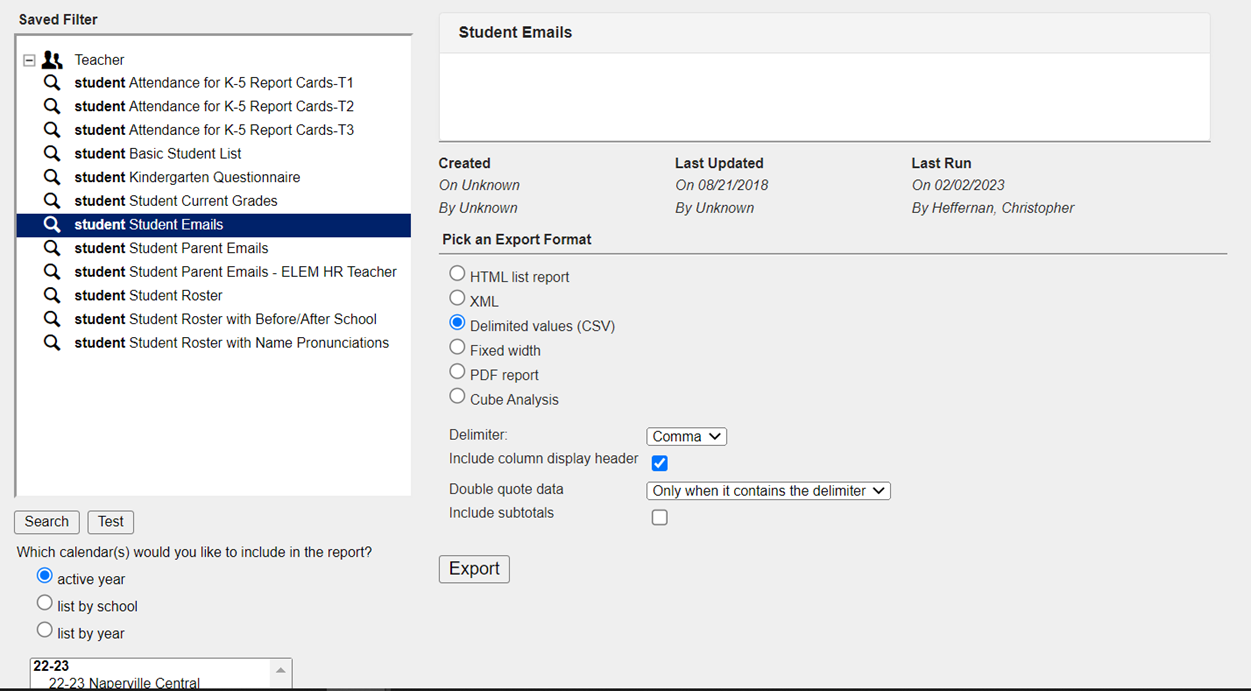 Saved Filter
Teacher
student Attendance for K-5 Report Cards-T1
student Attendance for K-5 Report Cards-T2
student Attendance for K-5 Report Cards-T3
student Basic Student List
student Kindergarten Questionnaire
student Student Current Grades
student Student Emails
student Student Parent Emails
student Student Parent Emails - ELEM HR Teacher
student Student Roster
student Student Roster with Before/After School
student Student Roster with Name Pronunciations
Search Test
Which calendar(s) would you like to include in the report?
active year
list by school
list by year
22-23
22-23 Naperville Central
Student Emails
Created Last Updated Last Run
On Unknown On 08/21/2018 On 02/02/2023
By Unknown By Unknown By Heffernan, Christopher
Pick an Export Format
HTML list report
XML
Delimited values (CSV)
Fixed width
PDF report
Cube Analysis
Delimiter: Comma
Include column display header
Double quote data Only when it contains the delimiter
Include subtotals
Export